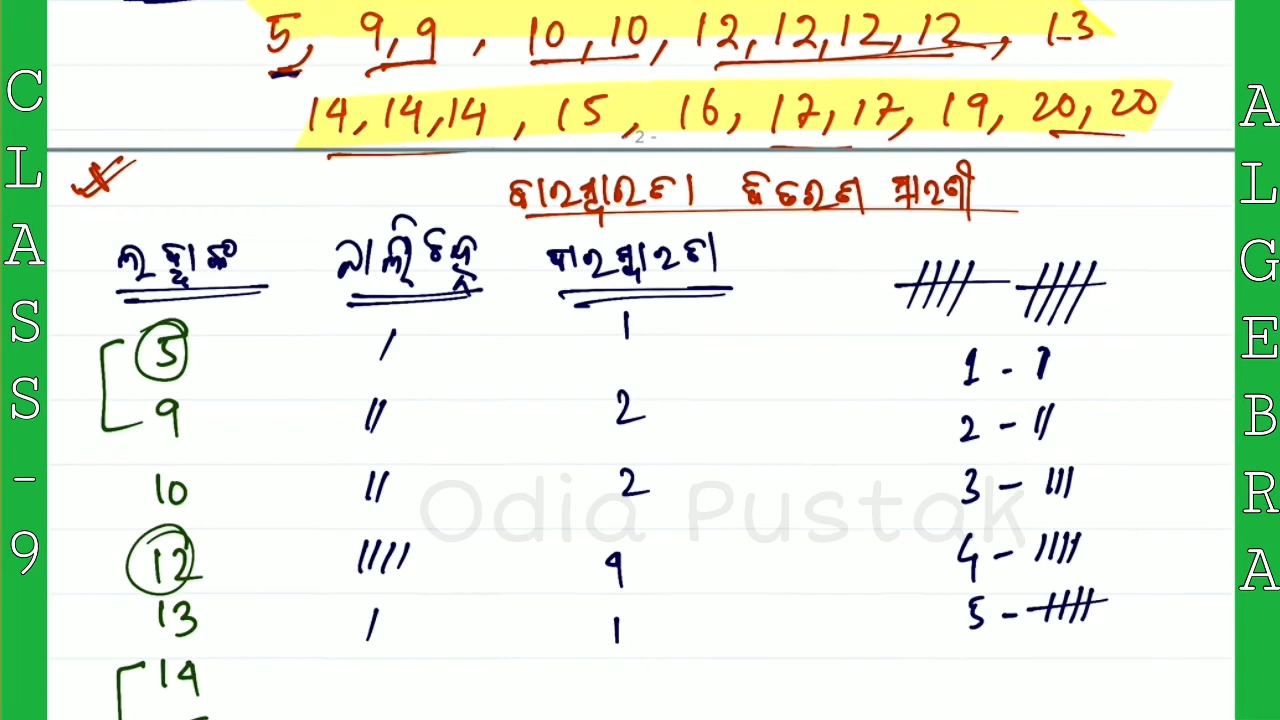 5, 9, 9, 10, 10, 12, 12, 12, 12, 13
14, 14, 14, 15, 16, 17, 17, 19, 20, 20
2 -
ବାରମ୍ବାରତା ବିତରଣ ସାରଣୀ
ଲବ୍ଧାଙ୍କ ଟାଲିଚିହ୍ନ ବାରମ୍ବାରତା
5 / 1
9 // 2
10 // 2
12 //// 4
13 / 1
14
1 - /
2 - //
3 - ///
4 - ////
5 -
Odia Pustak
CLASS-9
ALGEBRA